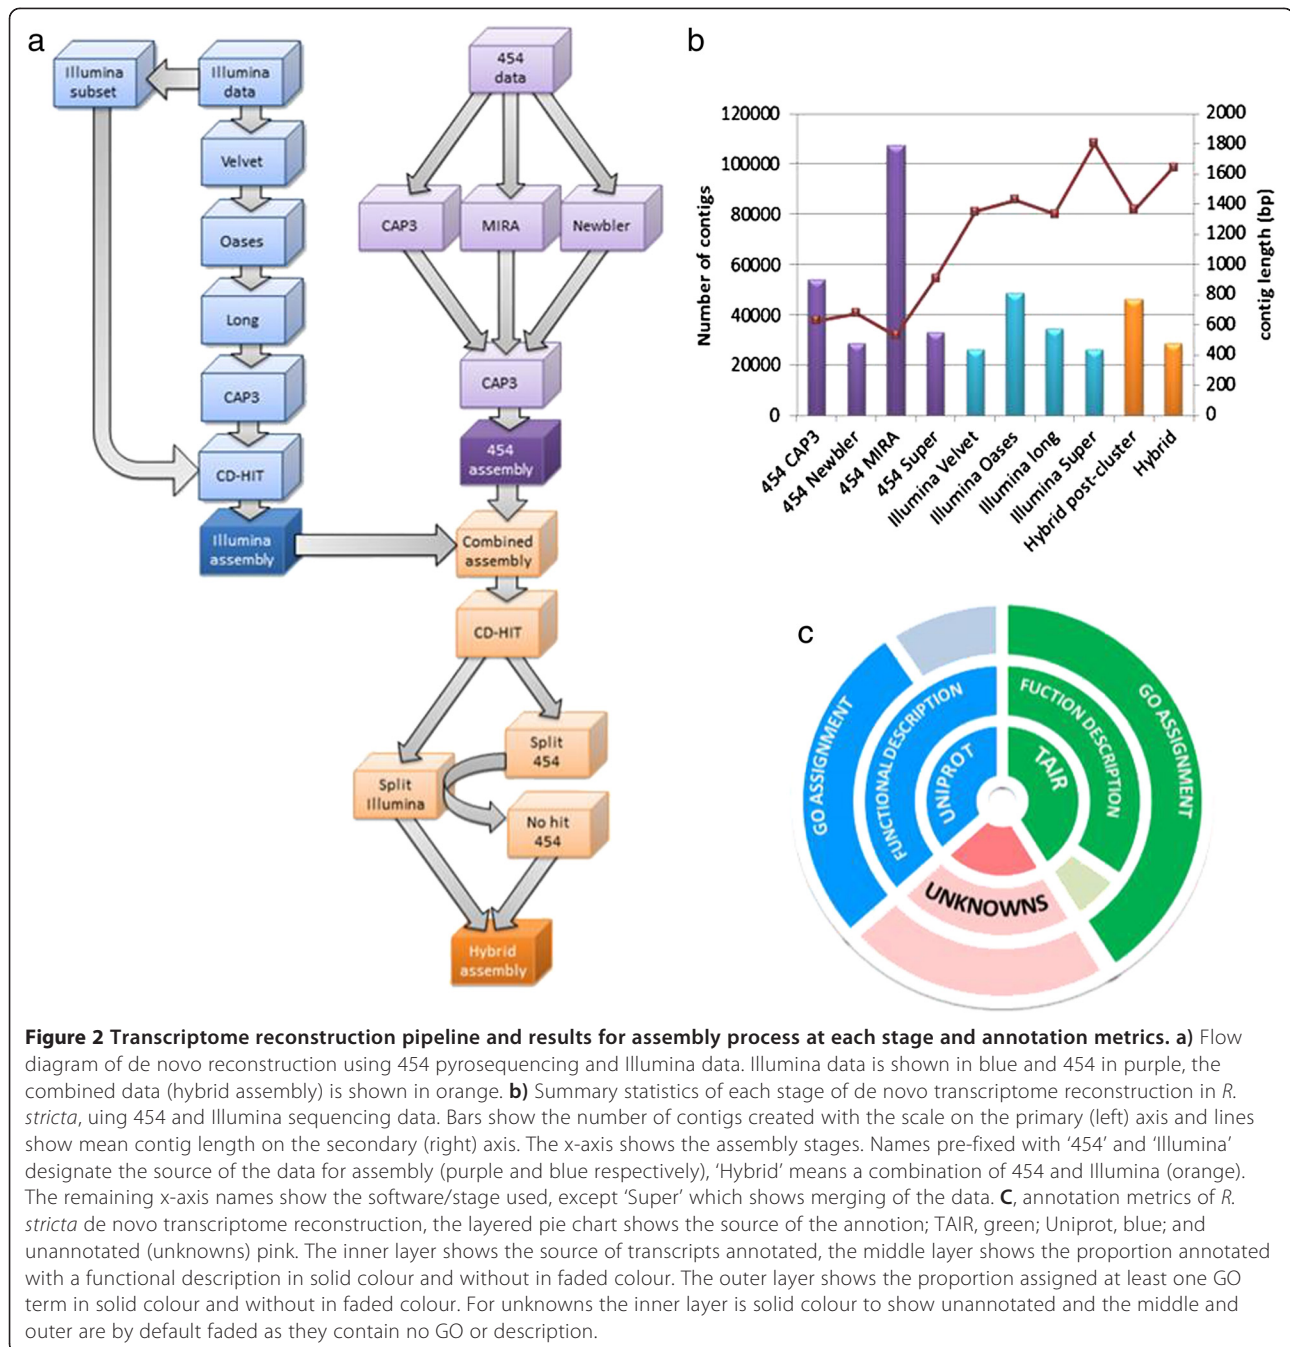 a
Illumina
subset
Illumina
data
Velvet
Oases
Long
CAP3
CD-HIT
Illumina
assembly
454
data
CAP3
MIRA
Newbler
CAP3
454
assembly
Combined
assembly
CD-HIT
Split
454
Split
Illumina
No hit
454
Hybrid
assembly
b
Number of contigs
120000
100000
80000
60000
40000
20000
0
2000
1800
1600
1400
1200
1000
800
600
400
200
0
contig length (bp)
454 CAP3
454 Newbler
454 MIRA
454 Super
Illumina Velvet
Illumina Oases
Illumina long
Illumina Super
Hybrid post-cluster
Hybrid
c
GO ASSIGNMENT
FUNCTIONAL DESCRIPTION
UNIPROT
TAIR
FUCTION DESCRIPTION
GO ASSIGNMENT
UNKNOWNS
Figure 2 Transcriptome reconstruction pipeline and results for assembly process at each stage and annotation metrics. a) Flow
diagram of de novo reconstruction using 454 pyrosequencing and Illumina data. Illumina data is shown in blue and 454 in purple, the
combined data (hybrid assembly) is shown in orange. b) Summary statistics of each stage of de novo transcriptome reconstruction in R.
stricta, uing 454 and Illumina sequencing data. Bars show the number of contigs created with the scale on the primary (left) axis and lines
show mean contig length on the secondary (right) axis. The x-axis shows the assembly stages. Names pre-fixed with ‘454’ and ‘Illumina’
designate the source of the data for assembly (purple and blue respectively), ‘Hybrid’ means a combination of 454 and Illumina (orange).
The remaining x-axis names show the software/stage used, except ‘Super’ which shows merging of the data. C, annotation metrics of R.
stricta de novo transcriptome reconstruction, the layered pie chart shows the source of the annotion; TAIR, green; Uniprot, blue; and
unannotated (unknowns) pink. The inner layer shows the source of transcripts annotated, the middle layer shows the proportion annotated
with a functional description in solid colour and without in faded colour. The outer layer shows the proportion assigned at least one GO
term in solid colour and without in faded colour. For unknowns the inner layer is solid colour to show unannotated and the middle and
outer are by default faded as they contain no GO or description.